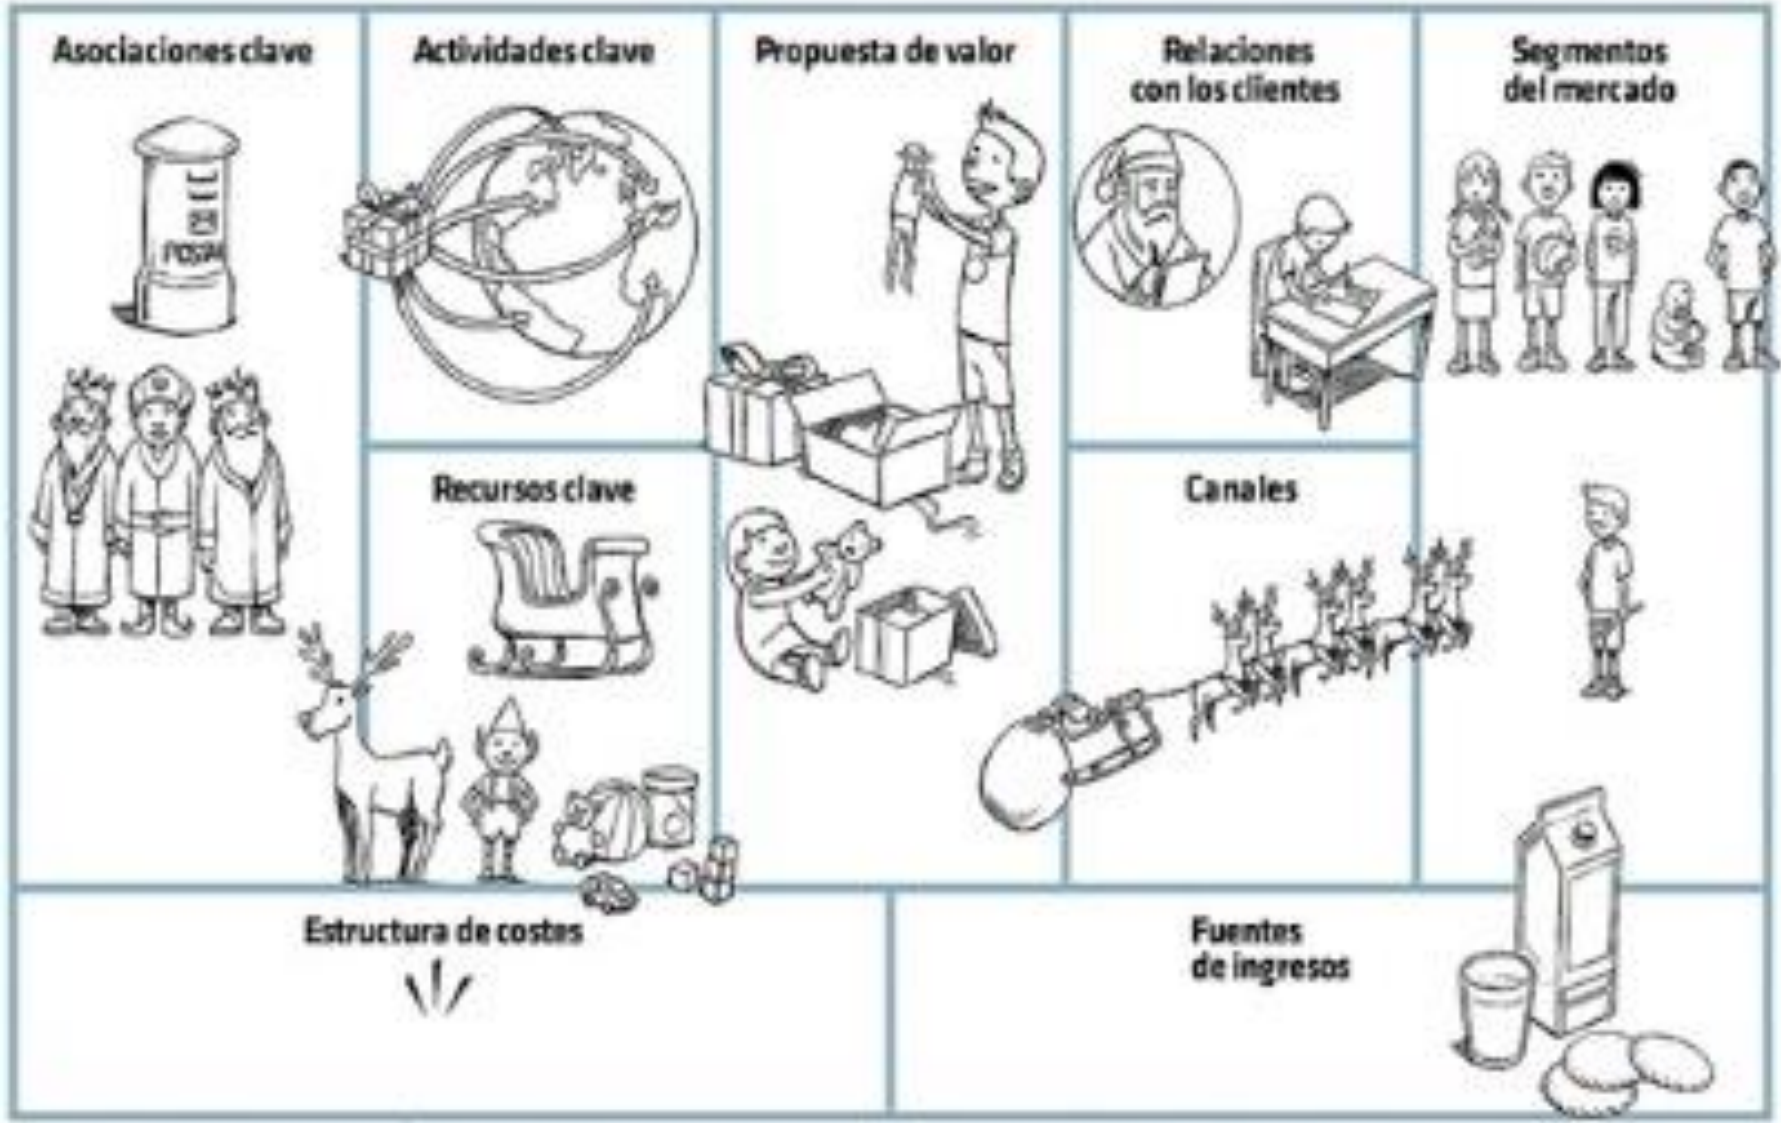 Asociaciones clave
Actividades clave
Propuesta de valor
Relaciones
con los clientes
Segmentos
del mercado
Recursos clave
Canales
Estructura de costes
Fuentes
de ingresos